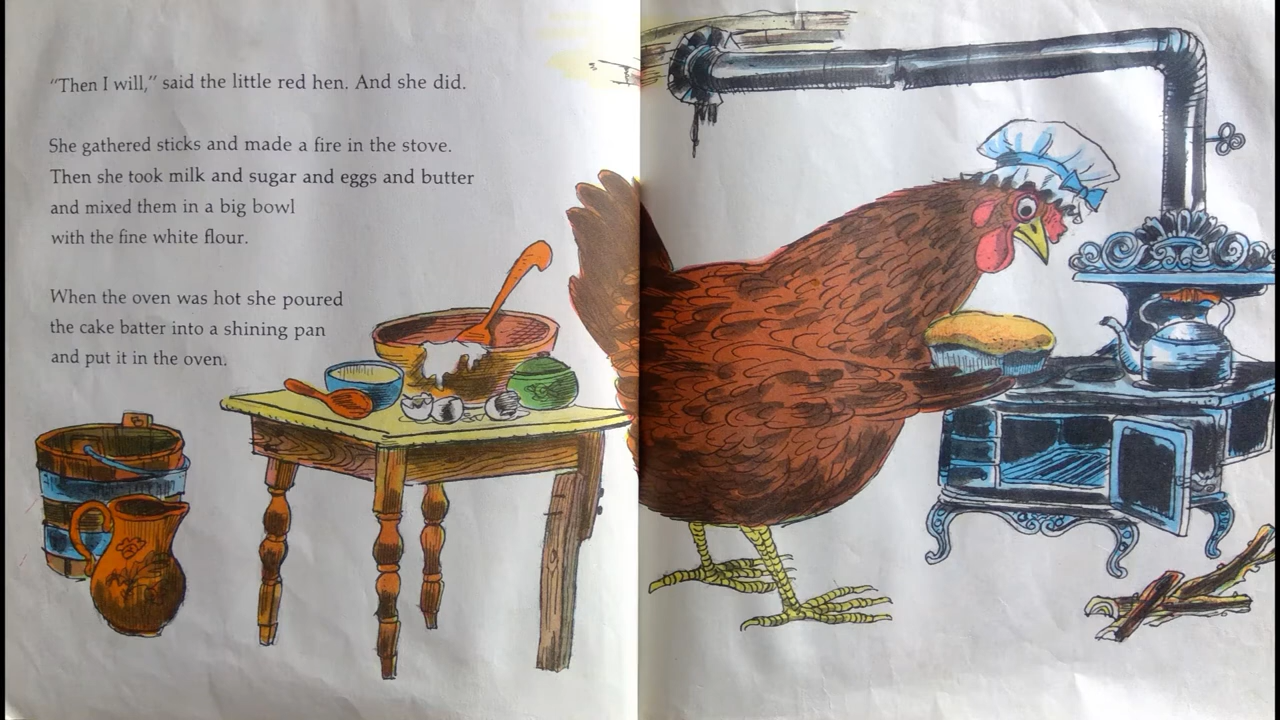 "Then I will," said the little red hen. And she did.
She gathered sticks and made a fire in the stove.
Then she took milk and sugar and eggs and butter
and mixed them in a big bowl
with the fine white flour.
When the oven was hot she poured
the cake batter into a shining pan
and put it in the oven.